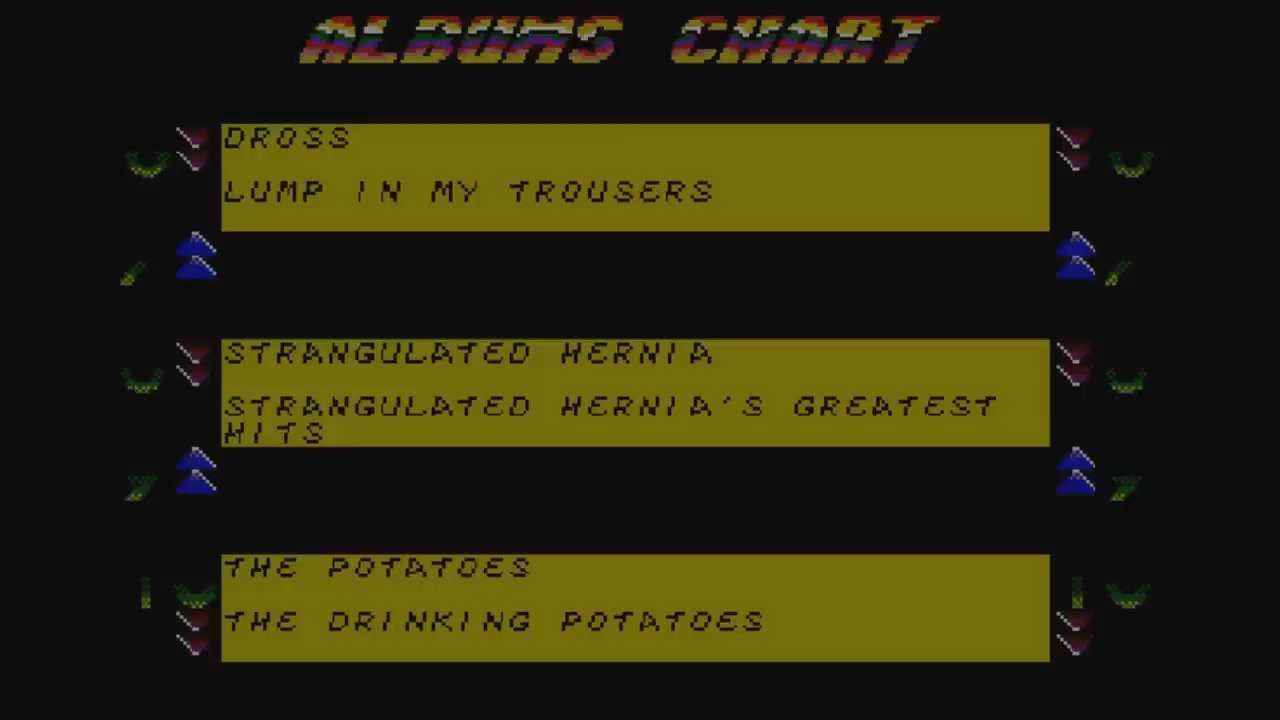 ALBUMS CHART
DROSS
LUMP IN MY TROUSERS
STRANGULATED HERNIA
STRANGULATED HERNIA'S GREATEST
HITS
THE POTATOES
THE DRINKING POTATOES